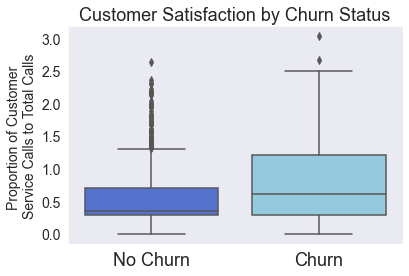 Customer Satisfaction by Churn Status
Proportion of Customer
Service Calls to Total Calls
3.0
2.5
2.0
1.5
1.0
0.5
0.0
No Churn
Churn